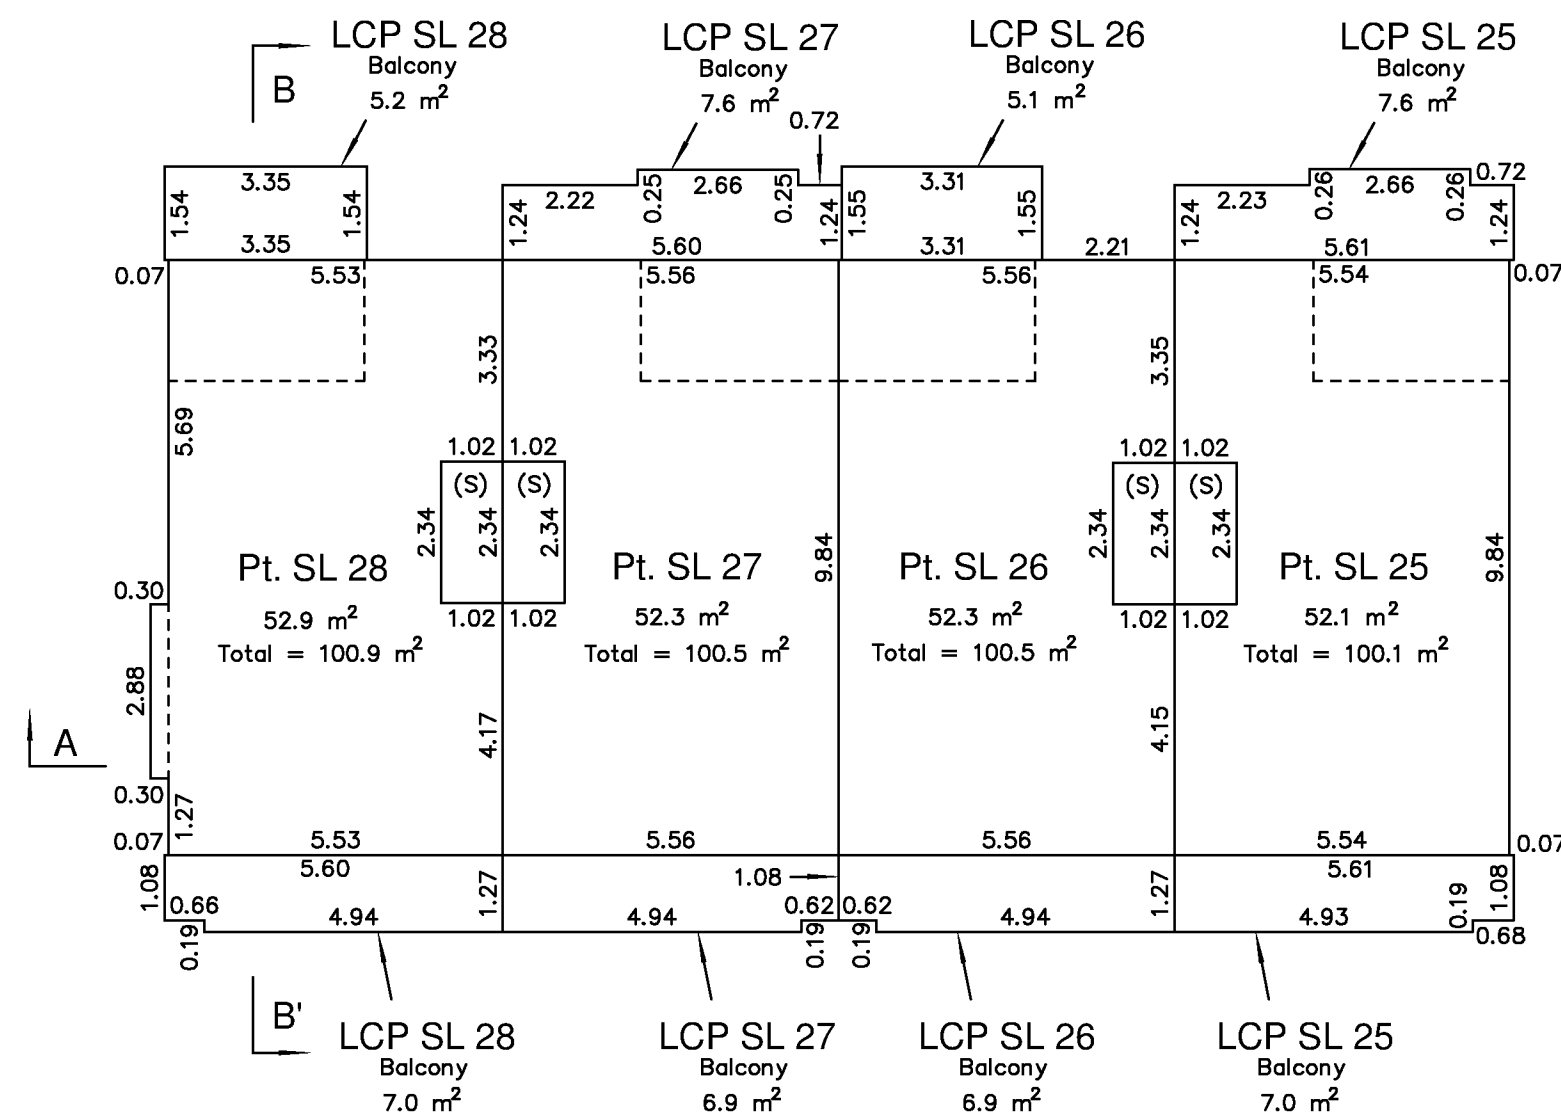 LCP SL 28
Balcony
5.2 m²
LCP SL 27
Balcony
7.6 m²
LCP SL 26
Balcony
5.1 m²
LCP SL 25
Balcony
7.6 m²
B
0.72
3.35
1.54
1.54
3.35
2.22
1.24
0.25
2.66
0.25
1.24
5.60
3.31
1.55
1.55
3.31
2.21
2.23
1.24
0.26
2.66
0.26
0.72
1.24
5.61
0.07
5.53
5.56
5.56
5.54
0.07
5.69
3.33
3.35
1.02 1.02
1.02 1.02
(S) (S)
(S) (S)
2.34
2.34
2.34
9.84
2.34
2.34
2.34
9.84
Pt. SL 28
52.9 m²
Total = 100.9 m²
Pt. SL 27
52.3 m²
Total = 100.5 m²
Pt. SL 26
52.3 m²
Total = 100.5 m²
Pt. SL 25
52.1 m²
Total = 100.1 m²
0.30
1.02 1.02
1.02 1.02
2.88
A
4.17
4.15
0.30
1.27
0.07
5.53
5.56
5.56
5.54
0.07
5.60
1.08
5.61
1.08
1.27
1.27
0.19
1.08
0.66
4.94
4.94
0.62 0.62
4.94
4.93
0.68
0.19
0.19
0.19
B'
LCP SL 28
Balcony
7.0 m²
LCP SL 27
Balcony
6.9 m²
LCP SL 26
Balcony
6.9 m²
LCP SL 25
Balcony
7.0 m²